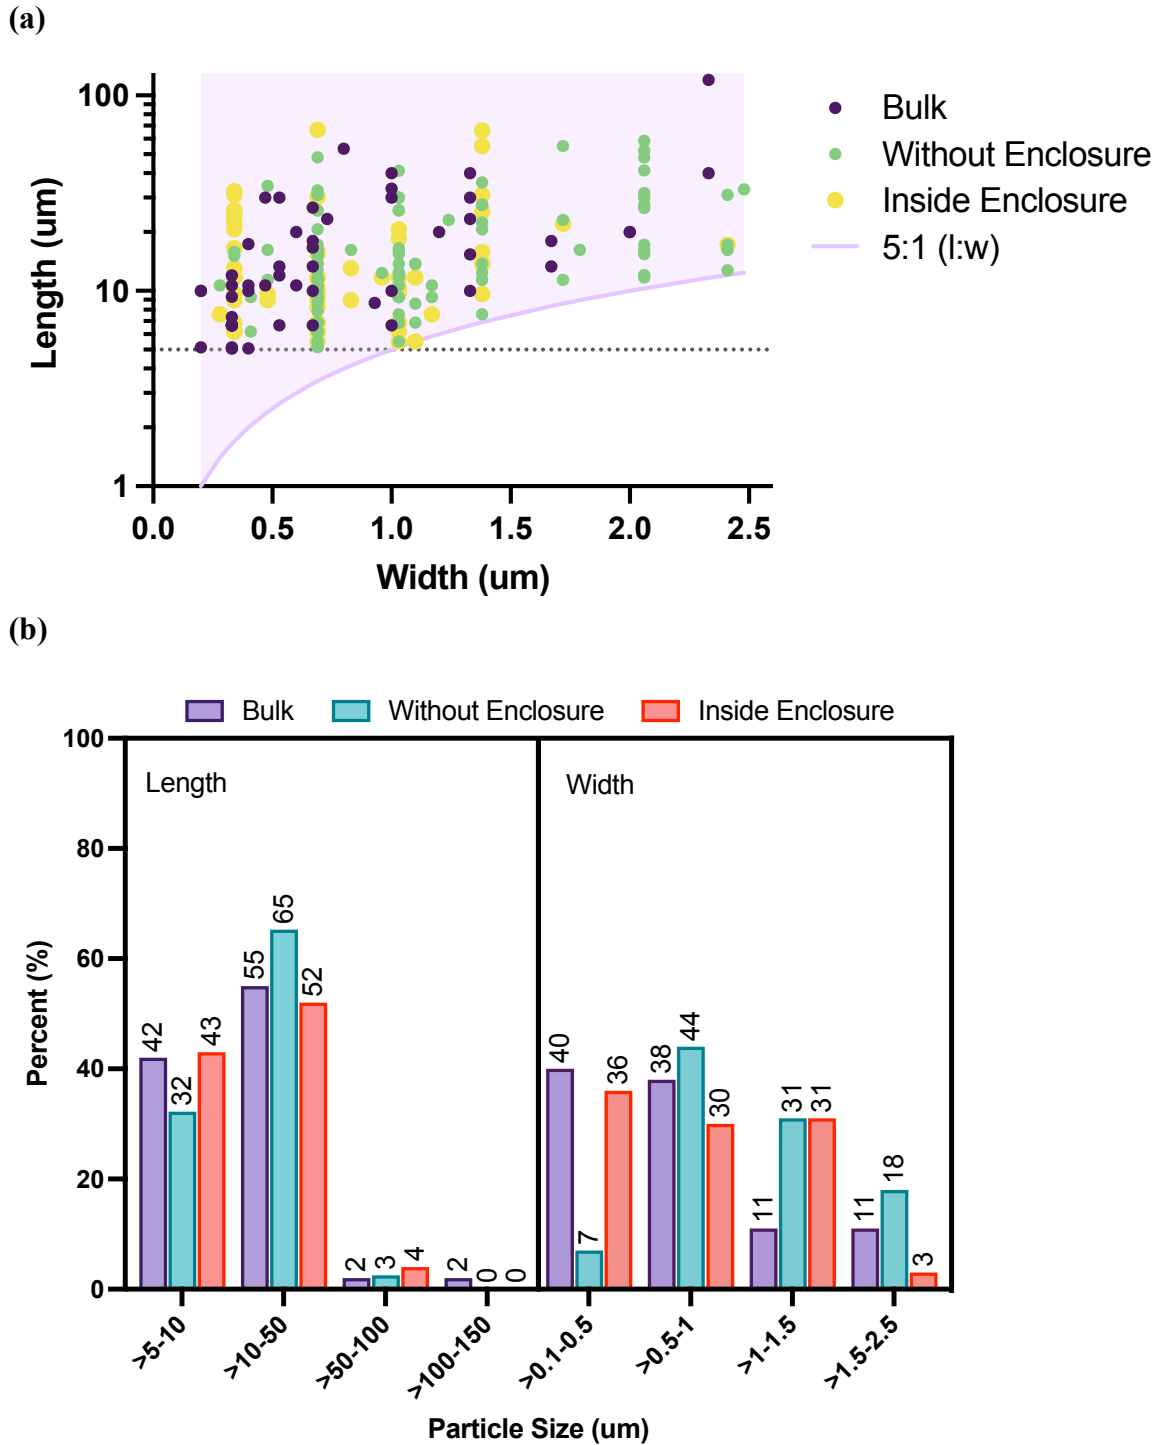 (a)
100
10
1
Length (um)
0.0 0.5 1.0 1.5 2.0 2.5
Width (um)
Bulk
Without Enclosure
Inside Enclosure
5:1 (l:w)
(b)
Bulk Without Enclosure Inside Enclosure
100
80
60
40
20
0
Percent (%)
Length
42 32 43 55 65 52 2 3 4 2 0 0
Width
40 7 36 38 44 30 11 31 31 11 18 3
>5-10 >10-50 >50-100 >100-150 >0.1-0.5 >0.5-1 >1-1.5 >1.5-2.5
Particle Size (um)